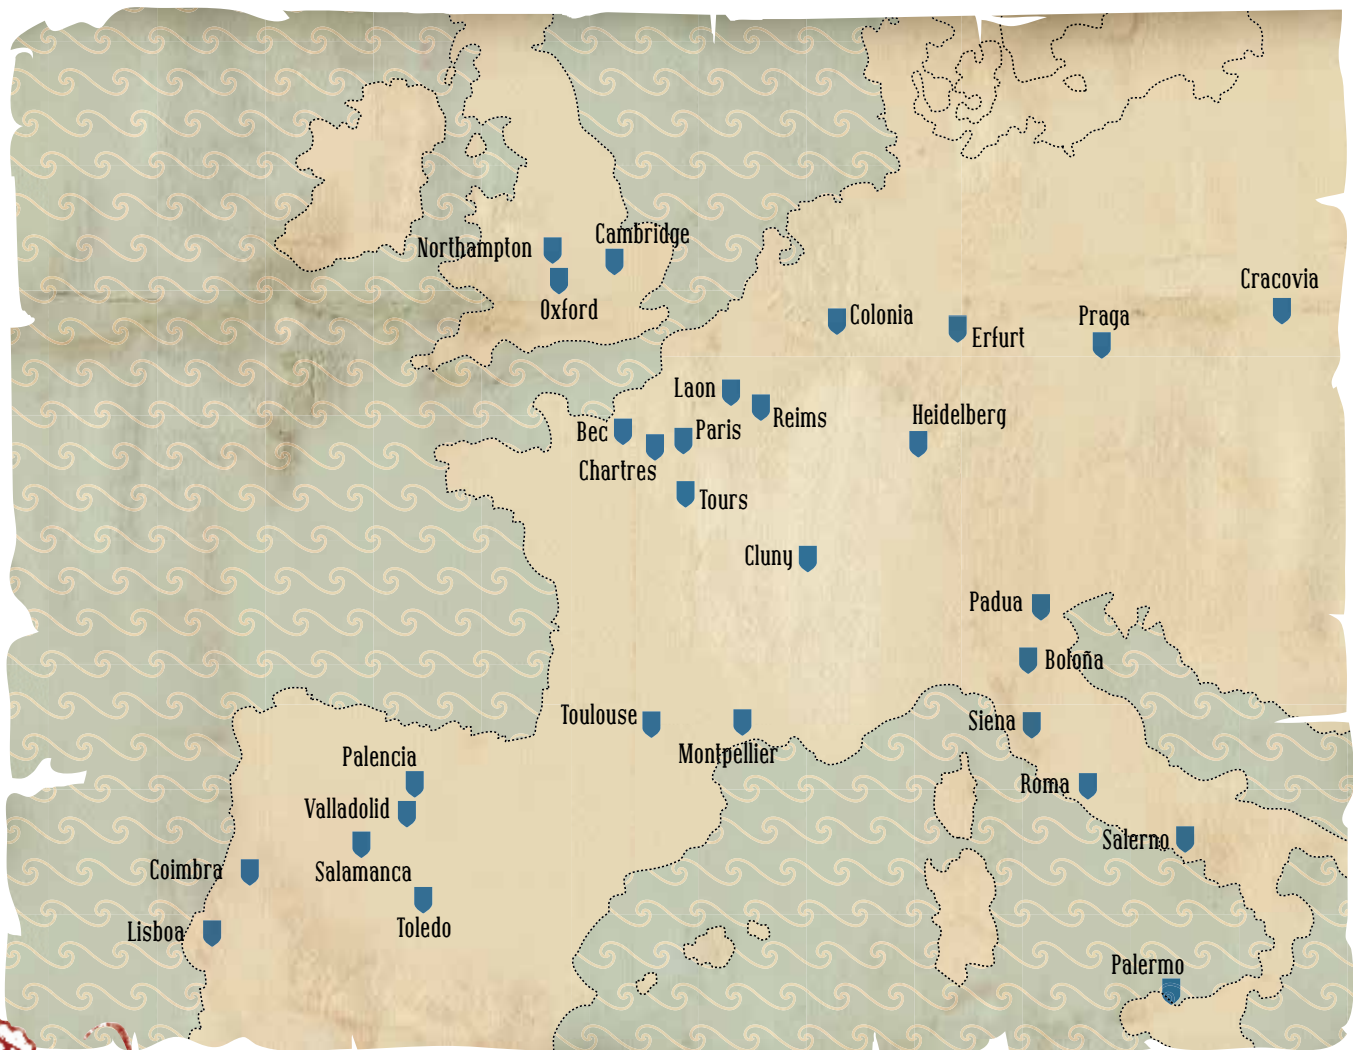 Northampton
Cambridge
Oxford
Colonia
Erfurt
Praga
Cracovia
Laon
Reims
Heidelberg
Bec
Paris
Chartres
Tours
Cluny
Padua
Boloña
Toulouse
Montpellier
Siena
Palencia
Roma
Valladolid
Salerno
Coimbra
Salamanca
Toledo
Lisboa
Palermo